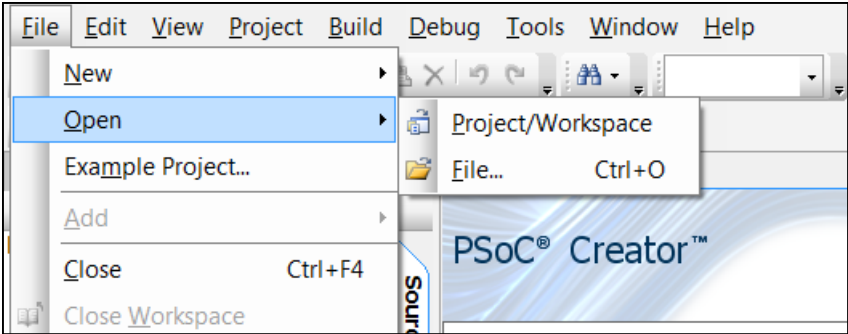 File Edit View Project Build Debug Tools Window Help
New
Open
Project/Workspace
Example Project...
File... Ctrl+O
Add
PSoC® Creator™
Close Ctrl+F4
Close Workspace